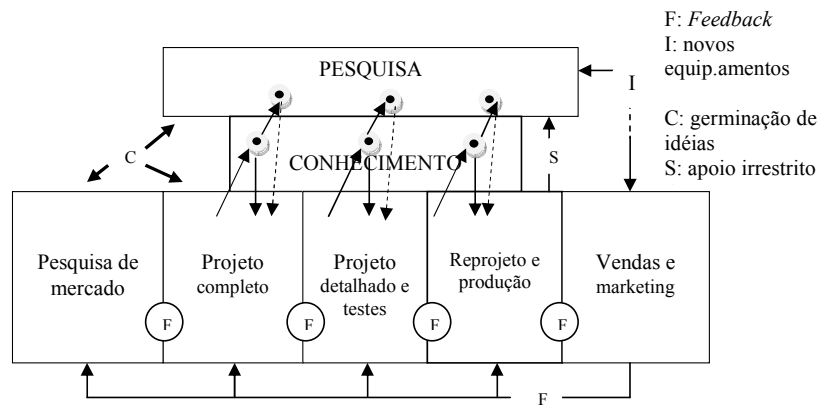 F: Feedback
I: novos
equip.amentos
C: germinação de
idéias
S: apoio irrestrito
PESQUISA
I
C
CONHECIMENTO
S
Pesquisa de
mercado
Projeto
completo
Projeto
detalhado e
testes
Reprojeto e
produção
Vendas e
marketing
F
F
F
F
F